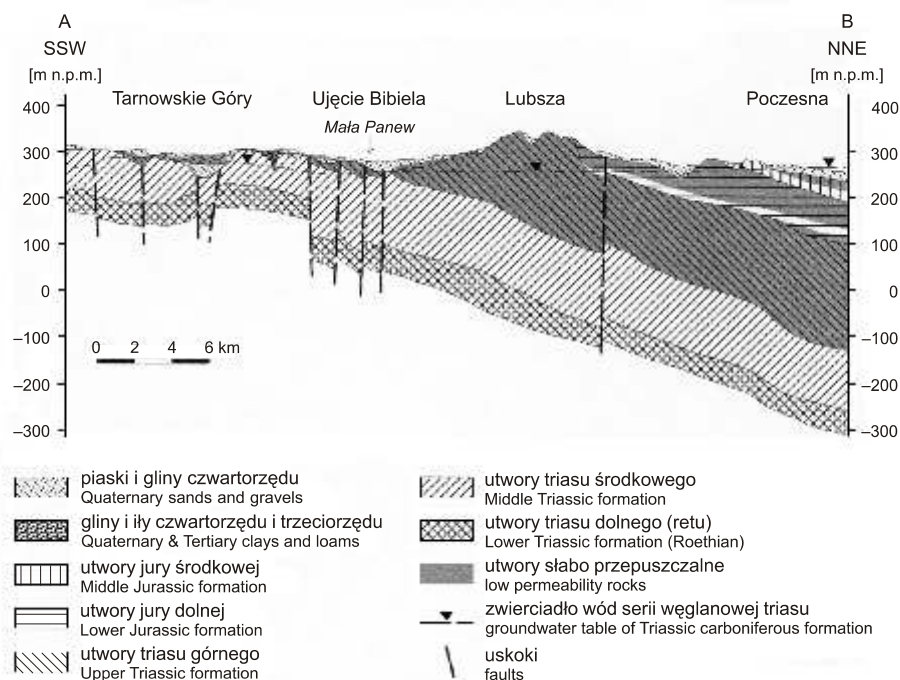 A
B
SSW
NNE
[m n.p.m.]
[m n.p.m.]
Tarnowskie Góry
Ujęcie Bibiela
Lubsza
Poczesna
Mała Panew
400
300
200
100
0
–100
–200
–300
400
300
200
100
0
–100
–200
–300
0 2 4 6 km
piaski i gliny czwartorzędu
Quaternary sands and gravels
gliny i iły czwartorzędu i trzeciorzędu
Quaternary & Tertiary clays and loams
utwory jury środkowej
Middle Jurassic formation
utwory jury dolnej
Lower Jurassic formation
utwory triasu górnego
Upper Triassic formation
utwory triasu środkowego
Middle Triassic formation
utwory triasu dolnego (retu)
Lower Triassic formation (Roethian)
utwory słabo przepuszczalne
low permeability rocks
zwierciadło wód serii węglanowej triasu
groundwater table of Triassic carboniferous formation
uskoki
faults